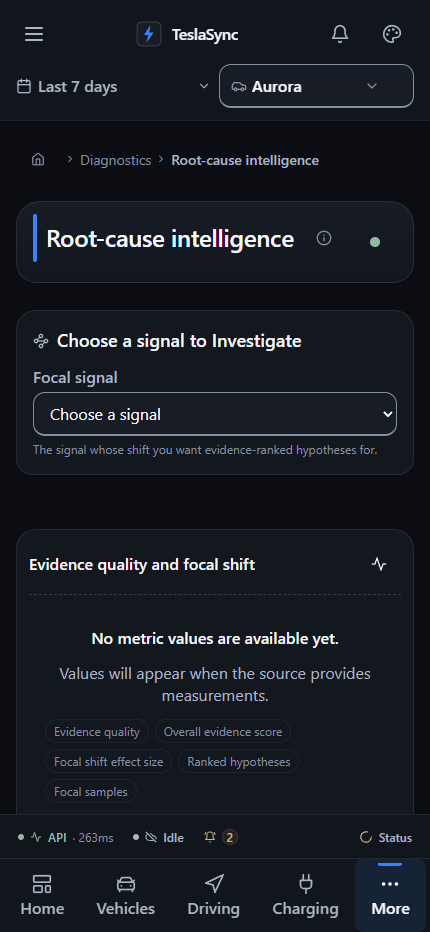 TeslaSync
Last 7 days
Aurora
Diagnostics
Root-cause intelligence
Root-cause intelligence
Choose a signal to Investigate
Focal signal
Choose a signal
The signal whose shift you want evidence-ranked hypotheses for.
Evidence quality and focal shift
No metric values are available yet.
Values will appear when the source provides
measurements.
Evidence quality
Overall evidence score
Focal shift effect size
Ranked hypotheses
Focal samples
API · 263ms
Idle
2
Status
Home
Vehicles
Driving
Charging
More